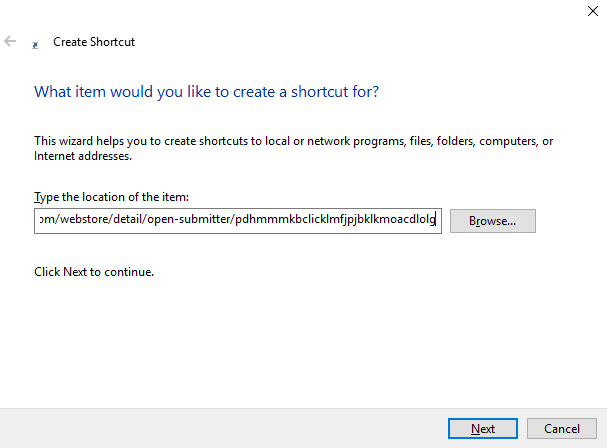 Create Shortcut
What item would you like to create a shortcut for?
This wizard helps you to create shortcuts to local or network programs, files, folders, computers, or
Internet addresses.
Type the location of the item:
om/webstore/detail/open-submitter/pdhmmmkbclicklmfjpjbklkmoacdlolg
Browse...
Click Next to continue.
Next
Cancel